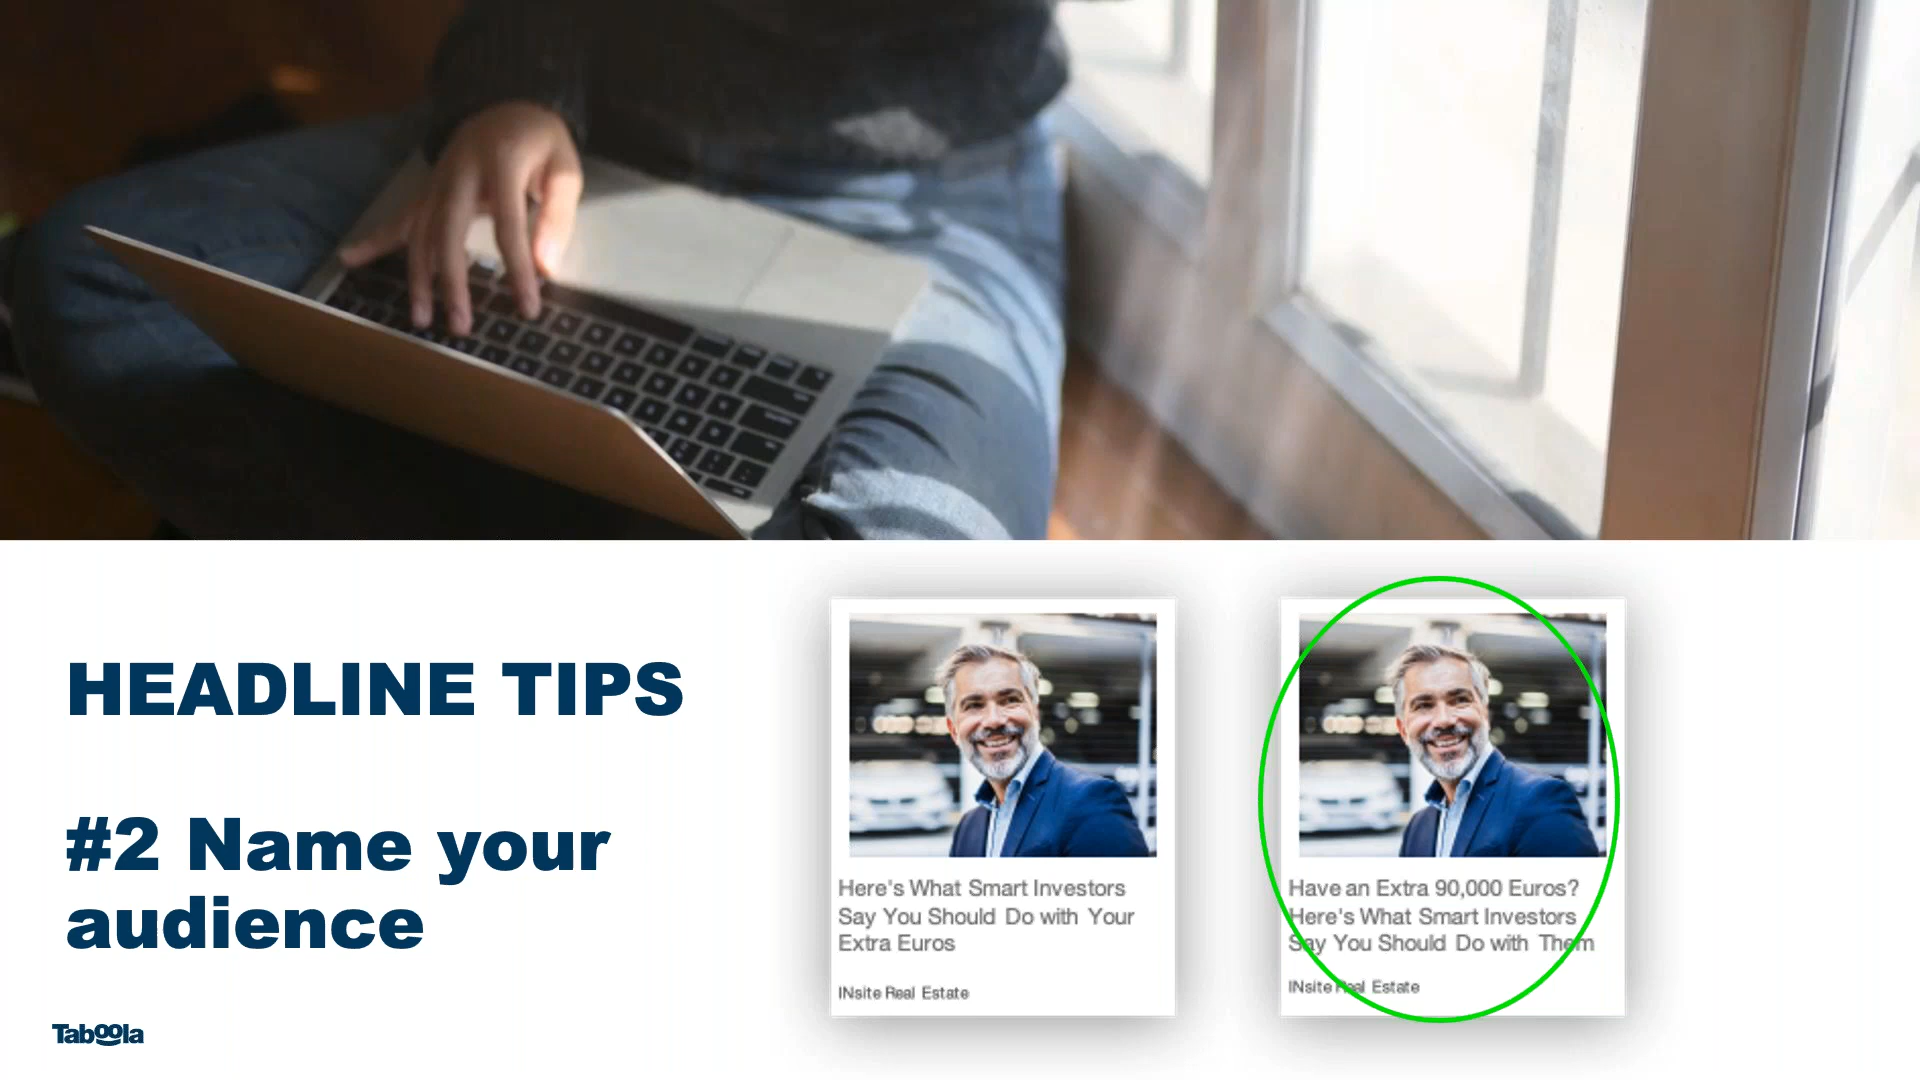 HEADLINE TIPS
#2 Name your
audience
Here's What Smart Investors
Say You Should Do with Your
Extra Euros
INsite Real Estate
Have an Extra 90,000 Euros?
Here's What Smart Investors
Say You Should Do with Them
INsite Real Estate
Taboola